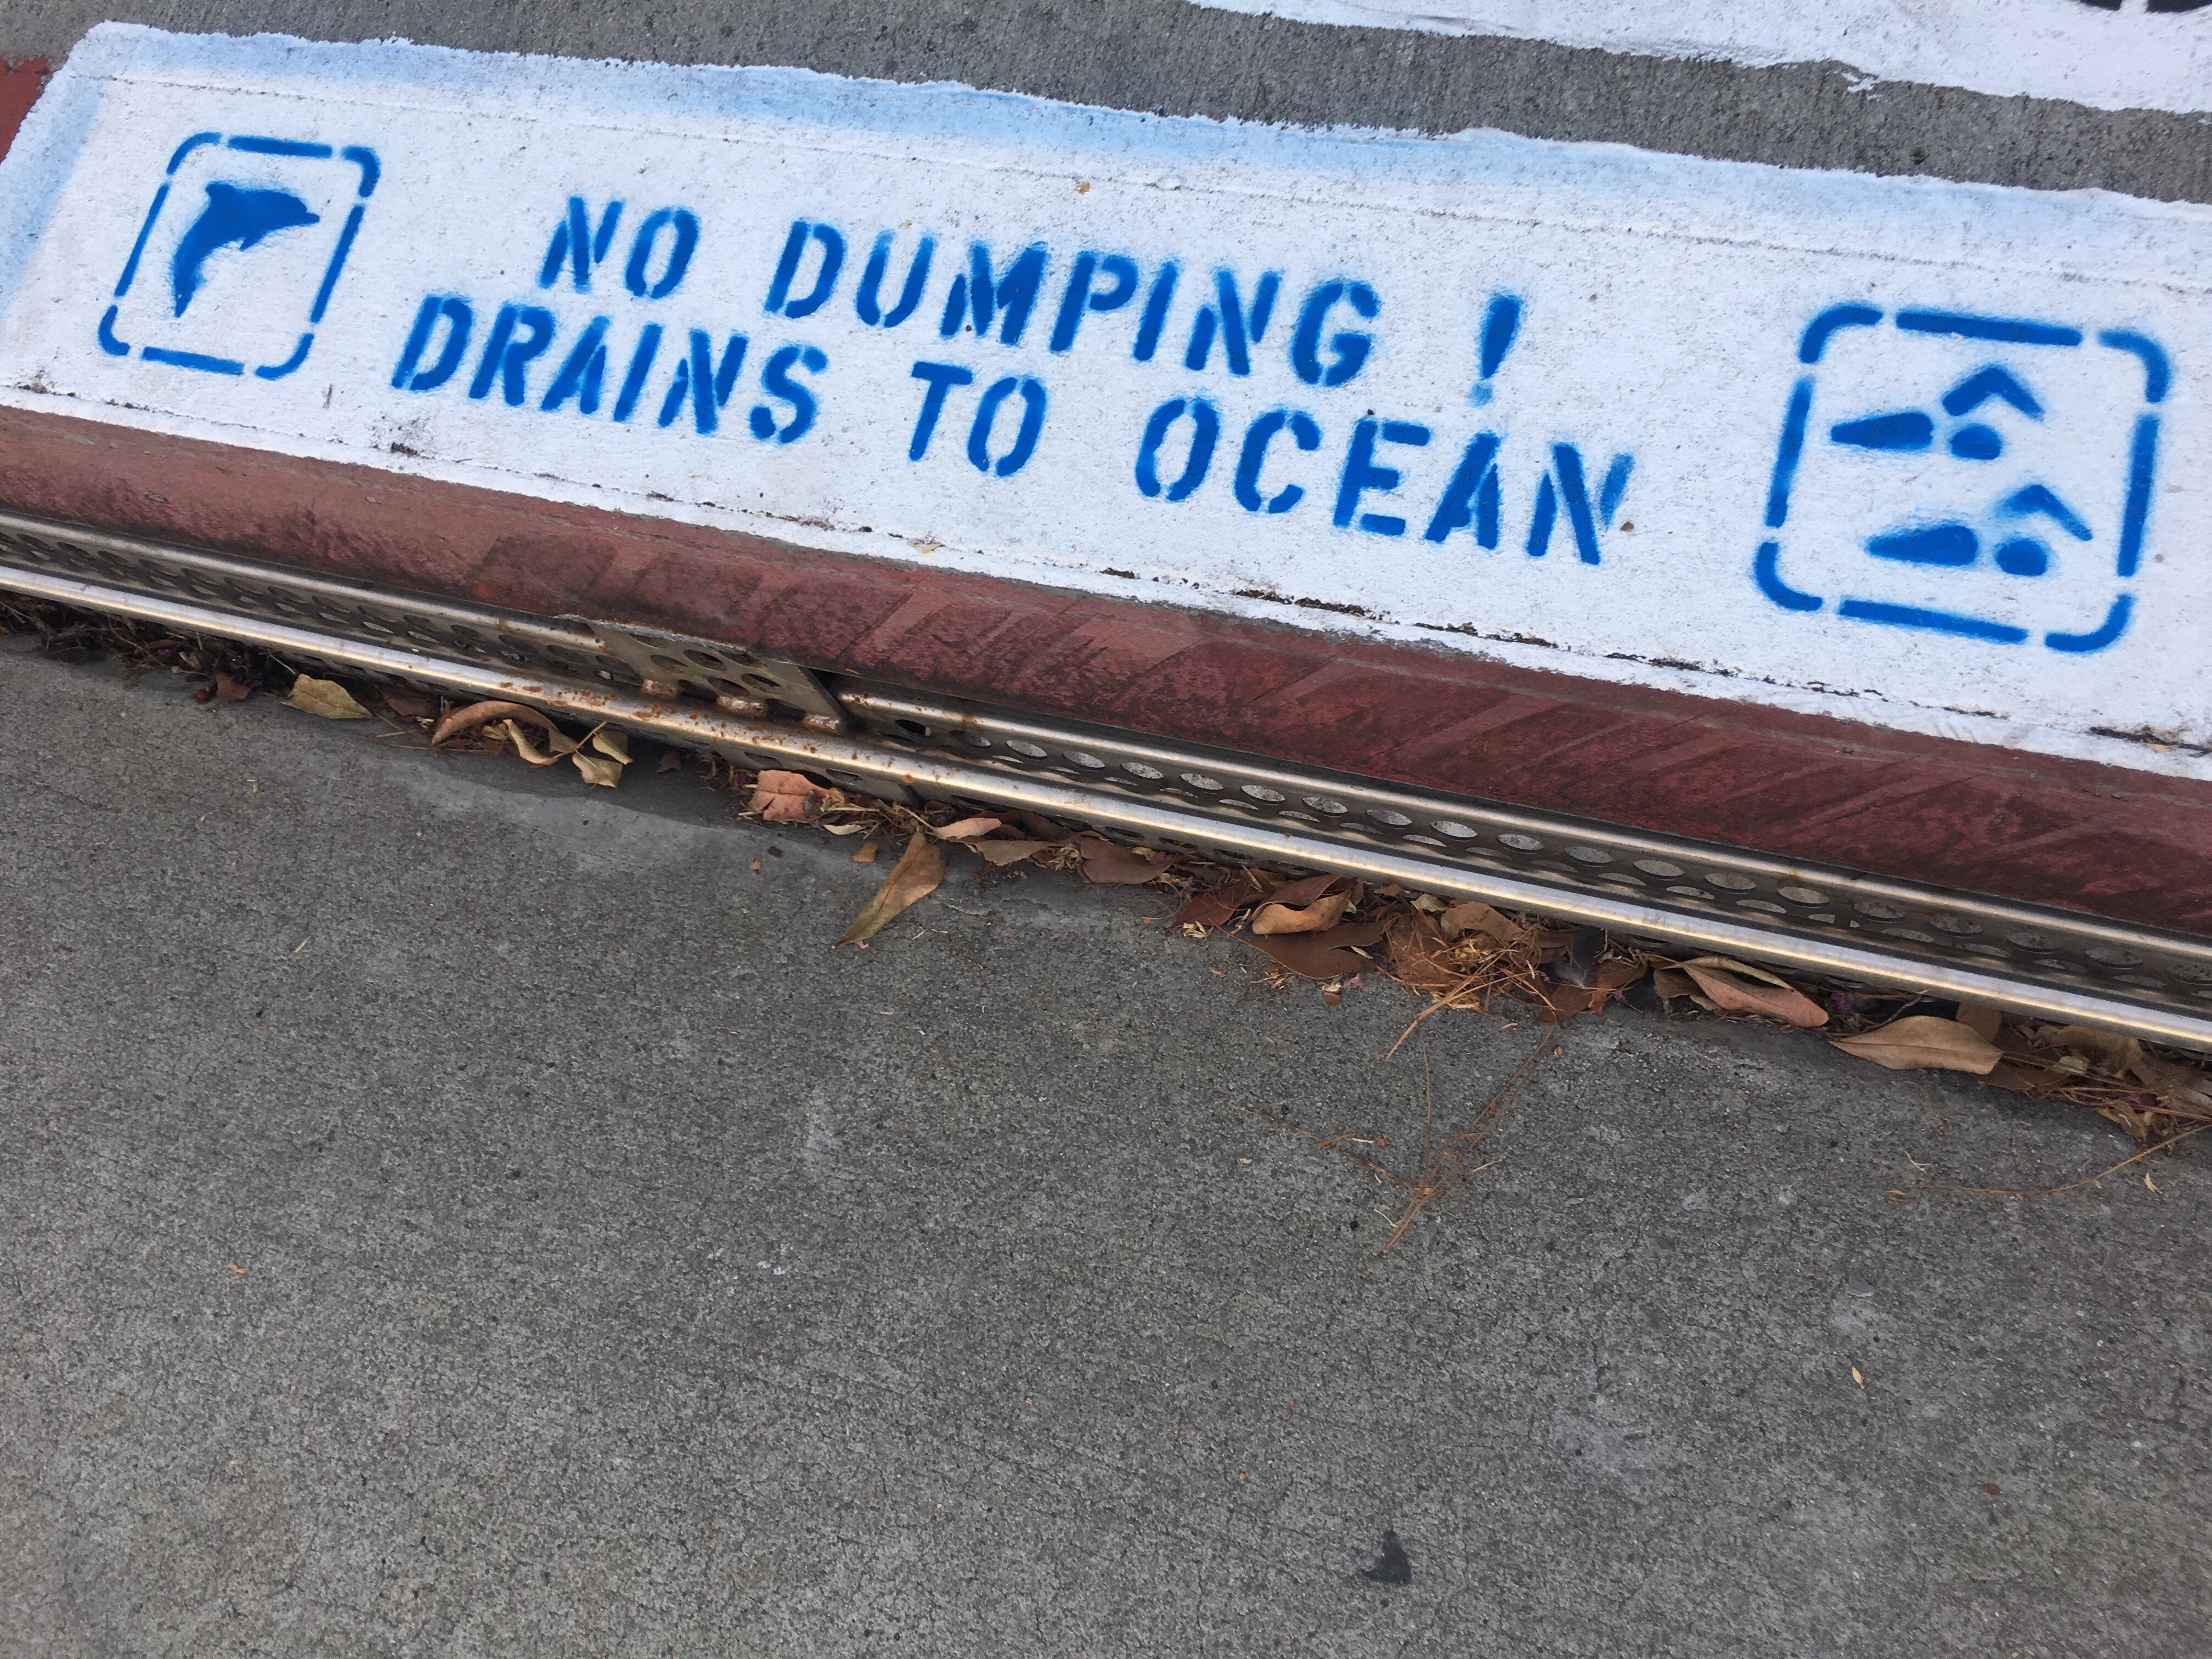 NO DUMPING !
DRAINS TO OCEAN